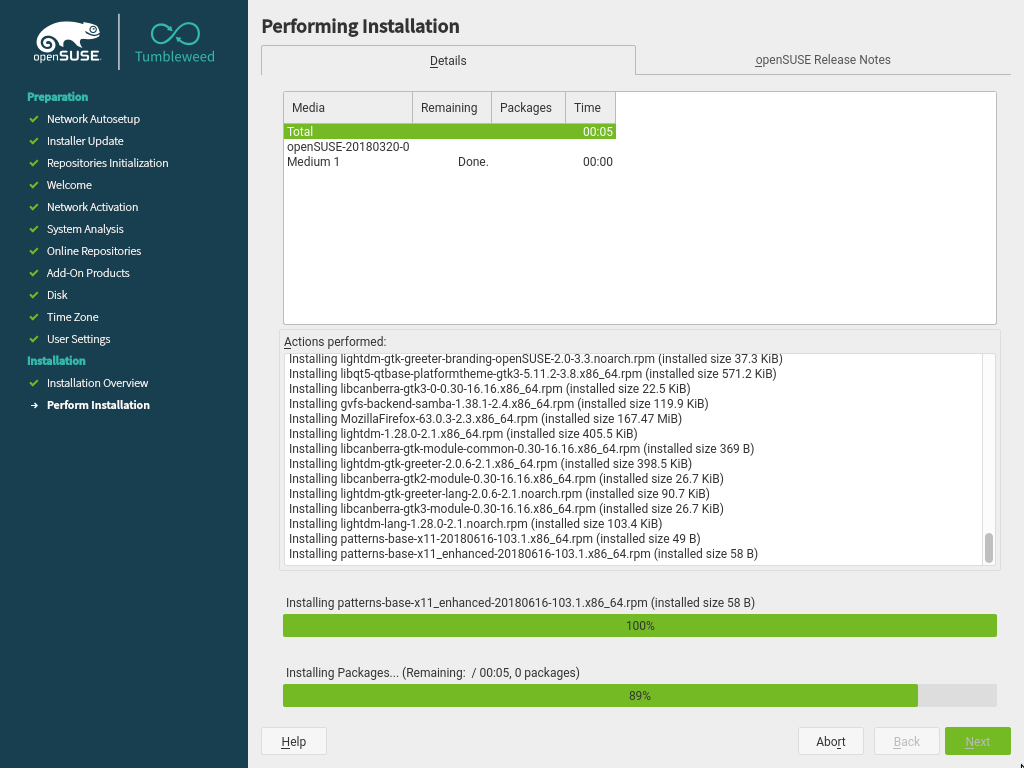 openSUSE
Tumbleweed
Preparation
Network Autosetup
Installer Update
Repositories Initialization
Welcome
Network Activation
System Analysis
Online Repositories
Add-On Products
Disk
Time Zone
User Settings
Installation
Installation Overview
Perform Installation
Performing Installation
Details
openSUSE Release Notes
Media Remaining Packages Time
Total 00:05
openSUSE-20180320-0
Medium 1 Done. 00:00
Actions performed:
Installing lightdm-gtk-greeter-branding-openSUSE-2.0-3.3.noarch.rpm (installed size 37.3 KiB)
Installing libqt5-qtbase-platformtheme-gtk3-5.11.2-3.8.x86_64.rpm (installed size 571.2 KiB)
Installing libcanberra-gtk3-0-0.30-16.16.x86_64.rpm (installed size 22.5 KiB)
Installing gvfs-backend-samba-1.38.1-2.4.x86_64.rpm (installed size 119.9 KiB)
Installing MozillaFirefox-63.0.3-2.3.x86_64.rpm (installed size 167.47 MiB)
Installing lightdm-1.28.0-2.1.x86_64.rpm (installed size 405.5 KiB)
Installing libcanberra-gtk-module-common-0.30-16.16.x86_64.rpm (installed size 369 B)
Installing lightdm-gtk-greeter-2.0.6-2.1.x86_64.rpm (installed size 398.5 KiB)
Installing libcanberra-gtk2-module-0.30-16.16.x86_64.rpm (installed size 26.7 KiB)
Installing lightdm-gtk-greeter-lang-2.0.6-2.1.noarch.rpm (installed size 90.7 KiB)
Installing libcanberra-gtk3-module-0.30-16.16.x86_64.rpm (installed size 26.7 KiB)
Installing lightdm-lang-1.28.0-2.1.noarch.rpm (installed size 103.4 KiB)
Installing patterns-base-x11-20180616-103.1.x86_64.rpm (installed size 49 B)
Installing patterns-base-x11_enhanced-20180616-103.1.x86_64.rpm (installed size 58 B)
Installing patterns-base-x11_enhanced-20180616-103.1.x86_64.rpm (installed size 58 B)
100%
Installing Packages... (Remaining:  / 00:05, 0 packages)
89%
Help Abort Back Next